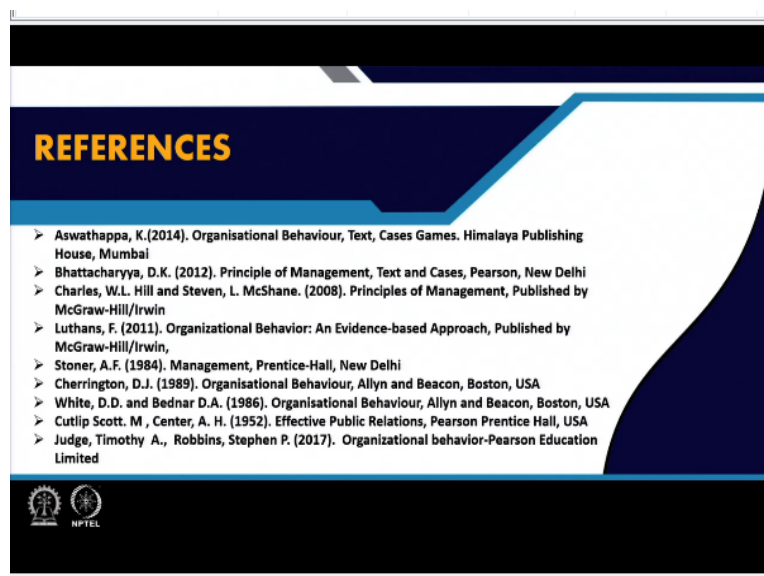 REFERENCES
➢ Aswathappa, K.(2014). Organisational Behaviour, Text, Cases Games. Himalaya Publishing
House, Mumbai
➢ Bhattacharyya, D.K. (2012). Principle of Management, Text and Cases, Pearson, New Delhi
➢ Charles, W.L. Hill and Steven, L. McShane. (2008). Principles of Management, Published by
McGraw-Hill/Irwin
➢ Luthans, F. (2011). Organizational Behavior: An Evidence-based Approach, Published by
McGraw-Hill/Irwin,
➢ Stoner, A.F. (1984). Management, Prentice-Hall, New Delhi
➢ Cherrington, D.J. (1989). Organisational Behaviour, Allyn and Beacon, Boston, USA
➢ White, D.D. and Bednar D.A. (1986). Organisational Behaviour, Allyn and Beacon, Boston, USA
➢ Cutlip Scott. M , Center, A. H. (1952). Effective Public Relations, Pearson Prentice Hall, USA
➢ Judge, Timothy A., Robbins, Stephen P. (2017). Organizational behavior-Pearson Education
Limited
NPTEL